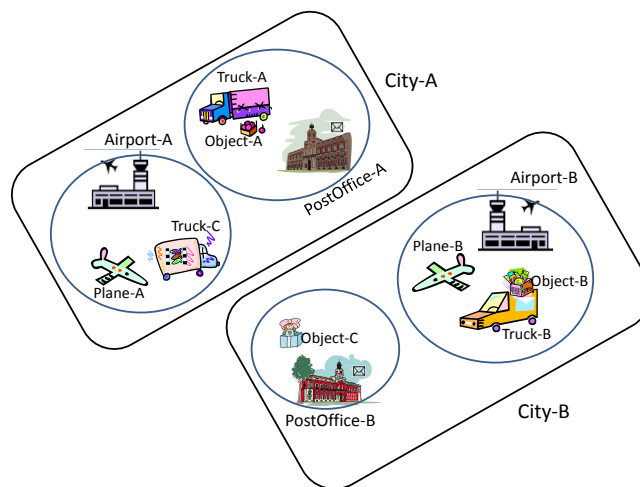 Truck-A
City-A
Object-A
Airport-A
PostOffice-A
Truck-C
Plane-A
Airport-B
Plane-B
Object-B
Truck-B
Object-C
PostOffice-B
City-B